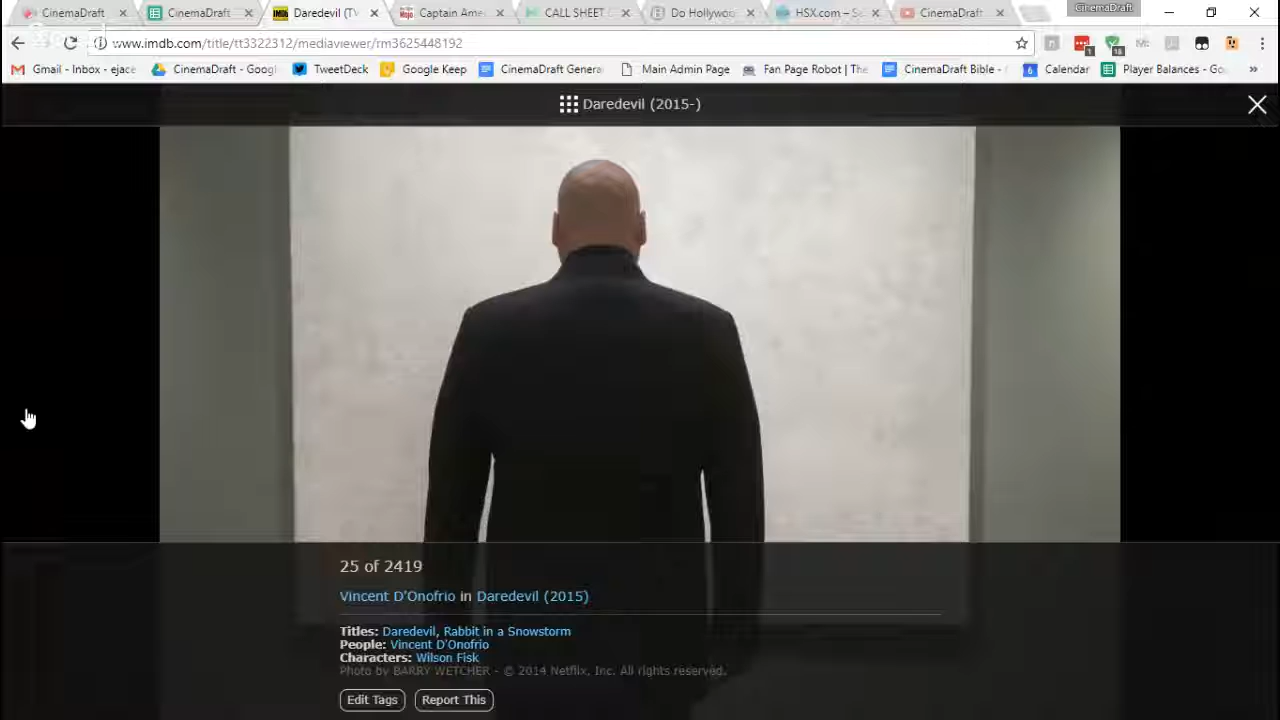 CinemaDraft
CinemaDraft
Daredevil (TV
Captain Ame
CALL SHEET
Do Hollywo
HSX.com - S
CinemaDraft
CinemaDraft
www.imdb.com/title/tt3322312/mediaviewer/rm3625448192
Gmail - Inbox - ejace
CinemaDraft - Googl
TweetDeck
Google Keep
CinemaDraft Genera
Main Admin Page
Fan Page Robot | The
CinemaDraft Bible -
Calendar
Player Balances - Go
Daredevil (2015-)
25 of 2419
Vincent D'Onofrio in Daredevil (2015)
Titles: Daredevil, Rabbit in a Snowstorm
People: Vincent D'Onofrio
Characters: Wilson Fisk
Photo by BARRY WETCHER - © 2014 Netflix, Inc. All rights reserved.
Edit Tags
Report This